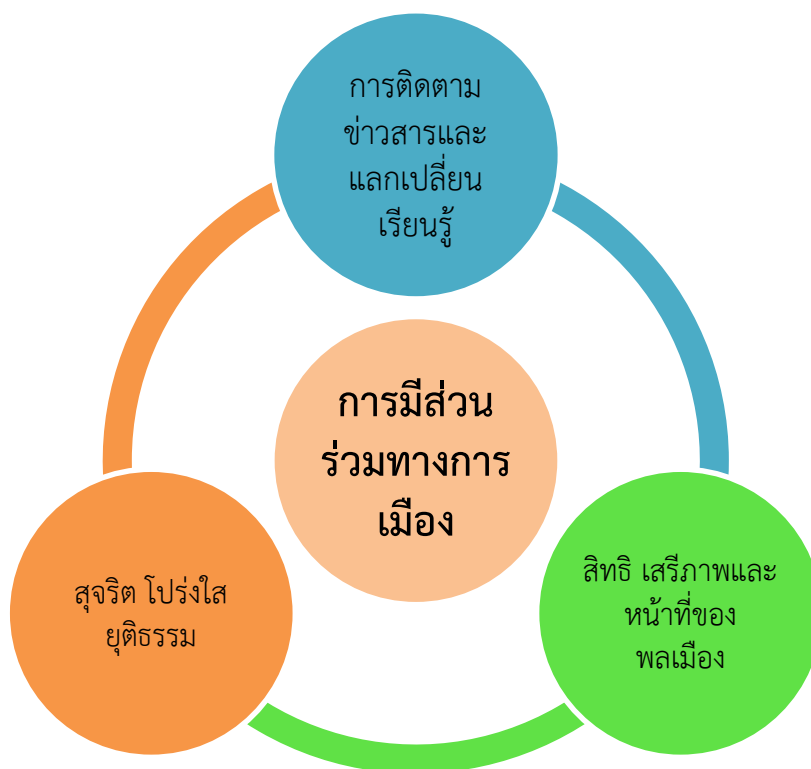 การติดตาม
ข่าวสารและ
แลกเปลี่ยน
เรียนรู้
การมีส่วน
ร่วมทางการ
เมือง
สุจริต โปร่งใส
ยุติธรรม
สิทธิ เสรีภาพและ
หน้าที่ของ
พลเมือง